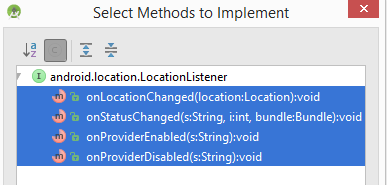 Select Methods to Implement
android.location.LocationListener
onLocationChanged(location:Location):void
onStatusChanged(s:String, i:int, bundle:Bundle):void
onProviderEnabled(s:String):void
onProviderDisabled(s:String):void